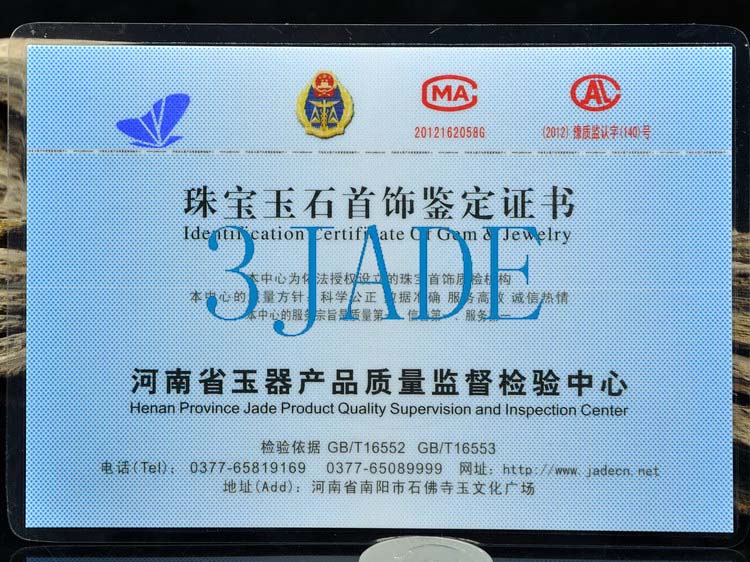 CMA
2012162058G
CAL
(2012) 豫质监认字(140)号
珠宝玉石首饰鉴定证书
Identification Certificate Of Gem & Jewelry
3JADE
本中心为依法授权设立的珠宝首饰质检机构
本中心的质量方针: 科学公正 数据准确 服务高效 诚信热情
本中心的服务宗旨是质量第一、信誉第一、服务第一
河南省玉器产品质量监督检验中心
Henan Province Jade Product Quality Supervision and Inspection Center
检验依据 GB/T16552 GB/T16553
电话(Tel): 0377-65819169 0377-65089999 网址: http://www.jadecn.net
地址(Add): 河南省南阳市石佛寺玉文化广场